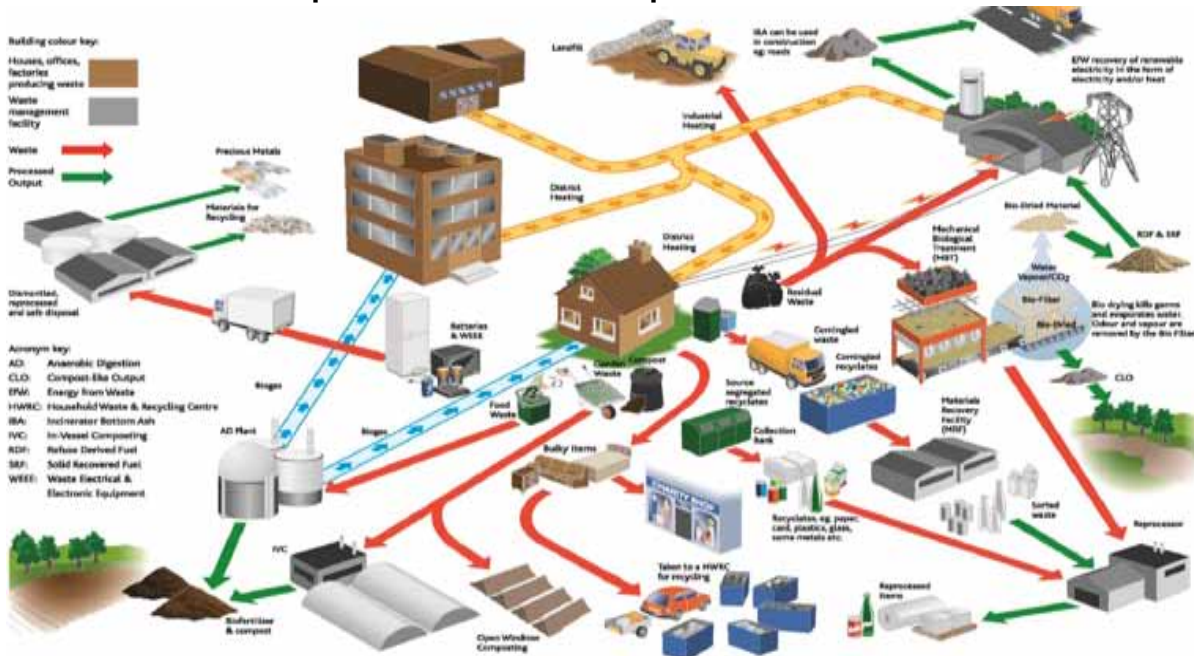 Building colour key:
Houses, offices,
factories
producing waste
Waste
management
facility
Waste
Processed
Output
Precious Metals
Materials for
Recycling
Dismantled,
reprocessed
and safe disposal
Acronym key:
AD: Anaerobic Digestion
CLO: Compost-like Output
EFW: Energy from Waste
HWRC: Household Waste & Recycling Centre
IBA: Incinerator Bottom Ash
IVC: In-Vessel Composting
RDF: Refuse Derived Fuel
SRF: Solid Recovered Fuel
WEEE: Waste Electrical &
Electronic Equipment
Landfill
IBA can be used
in construction
eg: roads
EFW recovery of renewable
electricity in the form of
electricity and/or heat
Industrial
Heating
District
Heating
District
Heating
Bio-Dried Material
RDF & SRF
Mechanical
Biological
Treatment
(MBT)
Water
Vapour/CO2
Bio-Filter
Bio-Dried
Bio drying kills germs
and evaporates water.
Odour and vapour are
removed by the Bio Filter
CLO
Residual
Waste
Batteries
& WEEE
Biogas
Biogas
AD Plant
Food
Waste
Garden
Waste
Compost
Comingled
waste
Comingled
recyclates
Source
segregated
recyclates
Collection
bank
Materials
Recovery
Facility
(MRF)
Bulky items
CHARITY SHOP
Recyclates, eg. paper,
card, plastics, glass,
some metals etc.
Sorted
waste
Reprocessor
IVC
Biofertiliser
& compost
Open Windrow
Composting
Taken to a HWRC
for recycling
Reprocessed
items